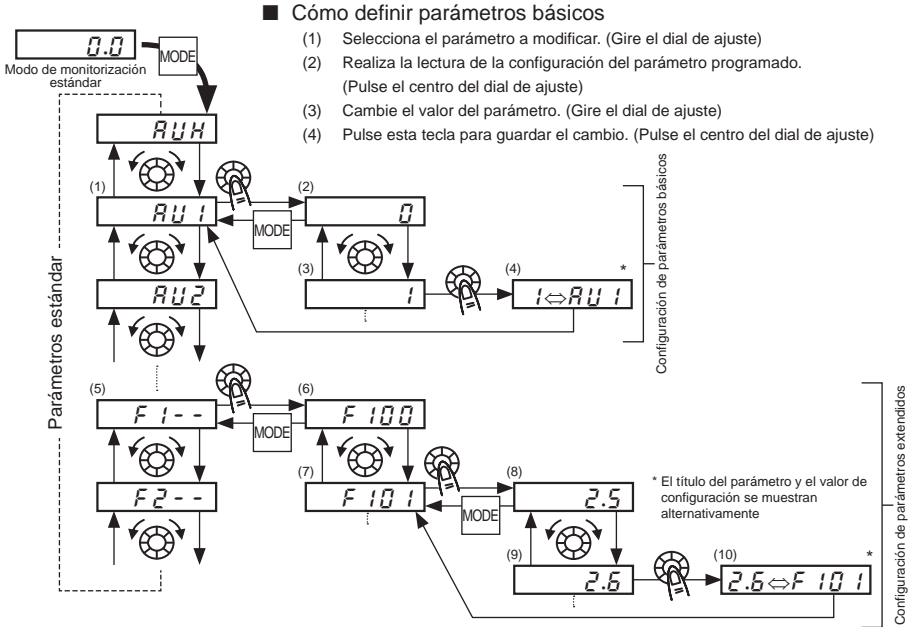 ■ Cómo definir parámetros básicos
(1) Selecciona el parámetro a modificar. (Gire el dial de ajuste)
(2) Realiza la lectura de la configuración del parámetro programado.
(Pulse el centro del dial de ajuste)
(3) Cambie el valor del parámetro. (Gire el dial de ajuste)
(4) Pulse esta tecla para guardar el cambio. (Pulse el centro del dial de ajuste)
0.0
MODE
Modo de monitorización
estándar
AUH
(1)
(2)
AU1
0
MODE
(3)
(4)
*
AU2
1
1⇔AU1
Configuración de parámetros básicos
Parámetros estándar
(5)
(6)
F1--
F100
MODE
(7)
(8)
F2--
F101
2.5
MODE
* El título del parámetro y el valor de
configuración se muestran
alternativamente
(9)
(10)
*
2.6
2.6⇔F101
Configuración de parámetros extendidos